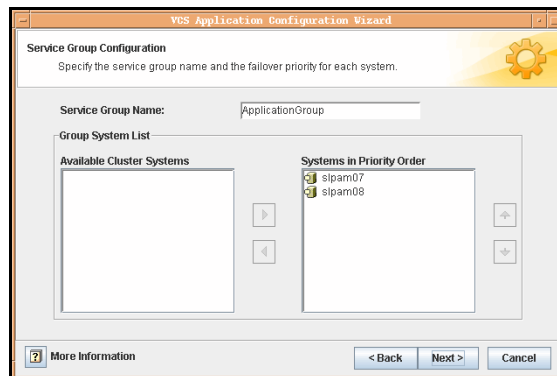 VCS Application Configuration Wizard
Service Group Configuration
Specify the service group name and the failover priority for each system.
Service Group Name: ApplicationGroup
Group System List
Available Cluster Systems
Systems in Priority Order
slpam07
slpam08
? More Information
< Back
Next >
Cancel